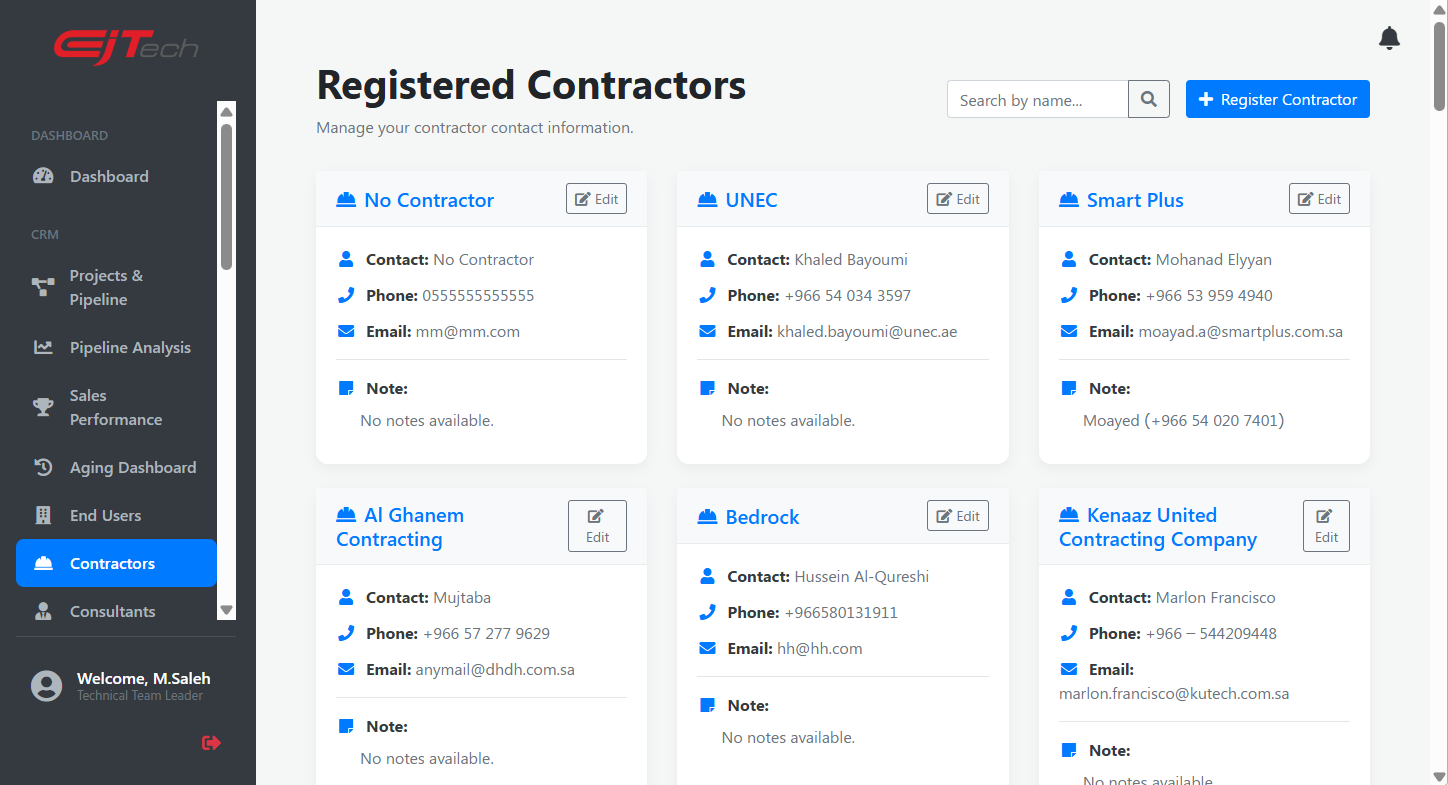 EJTech
DASHBOARD
Dashboard
CRM
Projects &
Pipeline
Pipeline Analysis
Sales
Performance
Aging Dashboard
End Users
Contractors
Consultants
Welcome, M.Saleh
Technical Team Leader
Registered Contractors
Manage your contractor contact information.
Search by name...
Register Contractor
No Contractor
Edit
Contact: No Contractor
Phone: 0555555555555
Email: mm@mm.com
Note:
No notes available.
UNEC
Edit
Contact: Khaled Bayoumi
Phone: +966 54 034 3597
Email: khaled.bayoumi@unec.ae
Note:
No notes available.
Smart Plus
Edit
Contact: Mohanad Elyyan
Phone: +966 53 959 4940
Email: moayad.a@smartplus.com.sa
Note:
Moayed (+966 54 020 7401)
Al Ghanem
Contracting
Edit
Contact: Mujtaba
Phone: +966 57 277 9629
Email: anymail@dhdh.com.sa
Note:
No notes available.
Bedrock
Edit
Contact: Hussein Al-Qureshi
Phone: +966580131911
Email: hh@hh.com
Note:
No notes available.
Kenaaz United
Contracting Company
Edit
Contact: Marlon Francisco
Phone: +966 – 544209448
Email:
marlon.francisco@kutech.com.sa
Note:
No notes available.